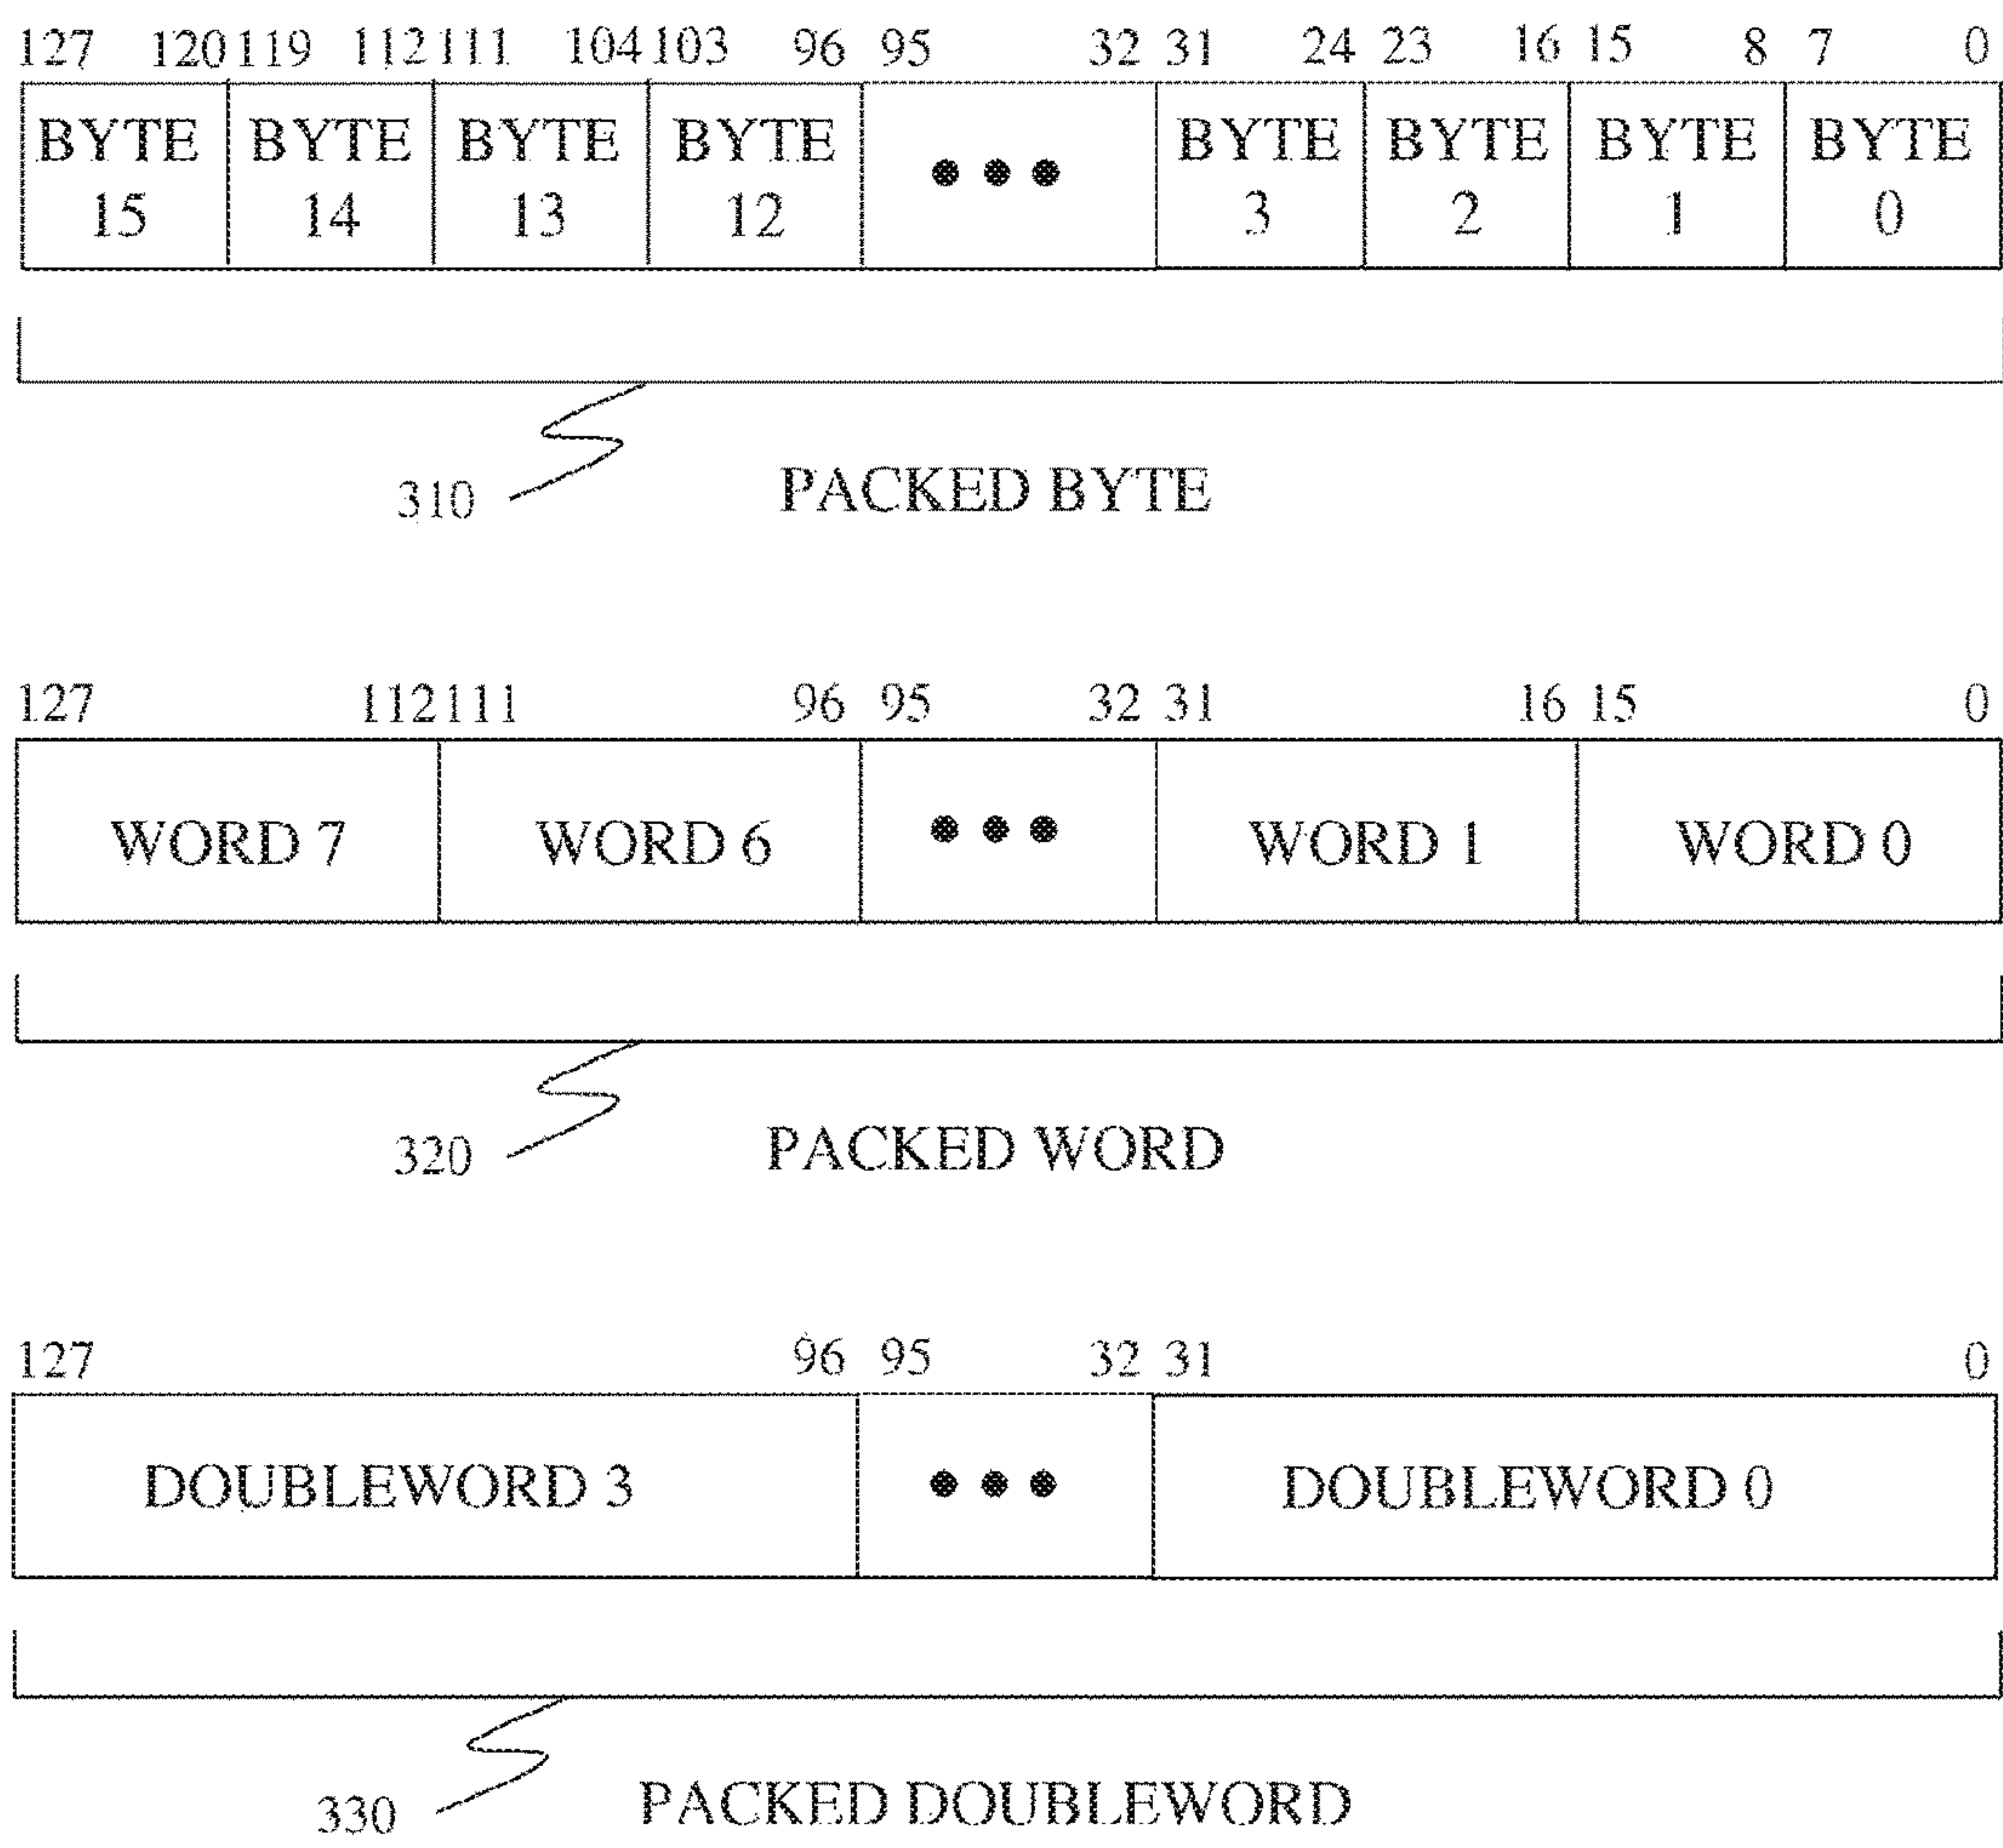 127 120 119 112 111 104 103 96 95 32 31 24 23 16 15 8 7 0
BYTE BYTE BYTE BYTE BYTE BYTE BYTE BYTE
15 14 13 12 ••• 3 2 1 0
310 PACKED BYTE
127 112 111 96 95 32 31 16 15 0
WORD 7 WORD 6 ••• WORD 1 WORD 0
320 PACKED WORD
127 96 95 32 31 0
DOUBLEWORD 3 ••• DOUBLEWORD 0
330 PACKED DOUBLEWORD